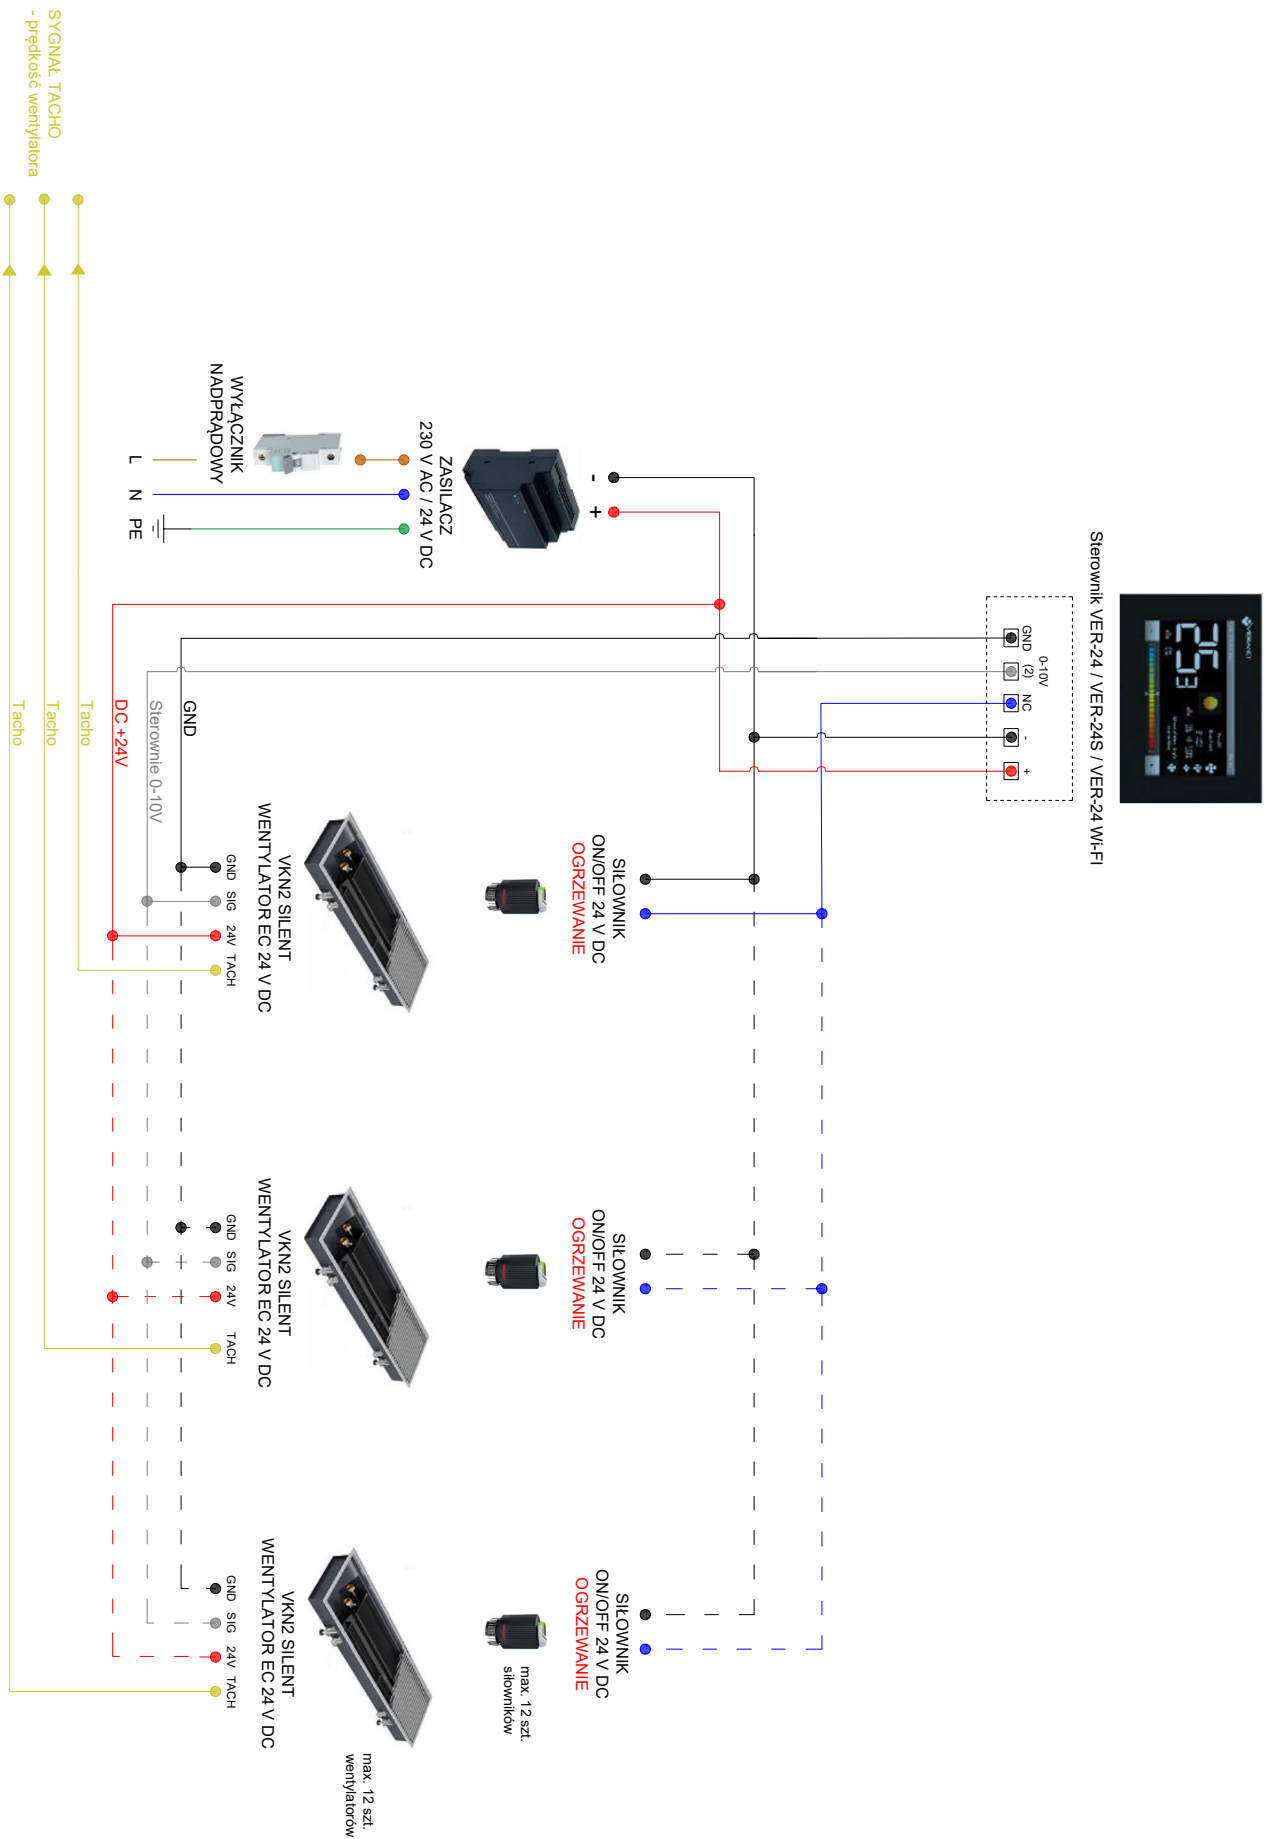 Sterownik VER-24 / VER-24S / VER-24 Wi-FI
VERANO
25,3
0-10V
GND
(2)
NC
-
+
-
+
ZASILACZ
230 V AC / 24 V DC
WYŁĄCZNIK
NADPRĄDOWY
L
N
PE
SIŁOWNIK
ON/OFF 24 V DC
OGRZEWANIE
SIŁOWNIK
ON/OFF 24 V DC
OGRZEWANIE
SIŁOWNIK
ON/OFF 24 V DC
OGRZEWANIE
max. 12 szt.
siłowników
max. 12 szt.
wentylatorów
VKN2 SILENT
WENTYLATOR EC 24 V DC
GND
SIG
24V
TACH
VKN2 SILENT
WENTYLATOR EC 24 V DC
GND
SIG
24V
TACH
VKN2 SILENT
WENTYLATOR EC 24 V DC
GND
SIG
24V
TACH
GND
Sterownie 0-10V
DC +24V
Tacho
Tacho
Tacho
SYGNAŁ TACHO
- prędkość wentylatora